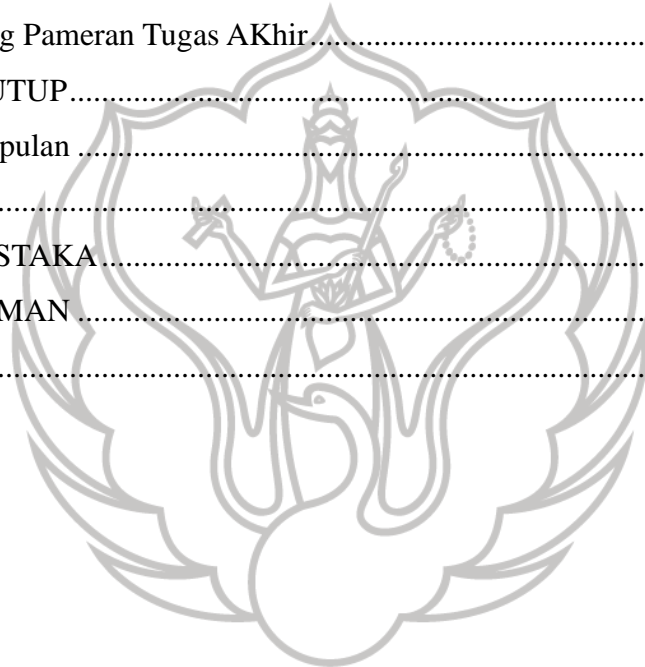 g Pameran Tugas AKhir......................................................
UTUP.......................................................................................
pulan ......................................................................................
................................................................................................
STAKA...................................................................................
MAN ......................................................................................
................................................................................................